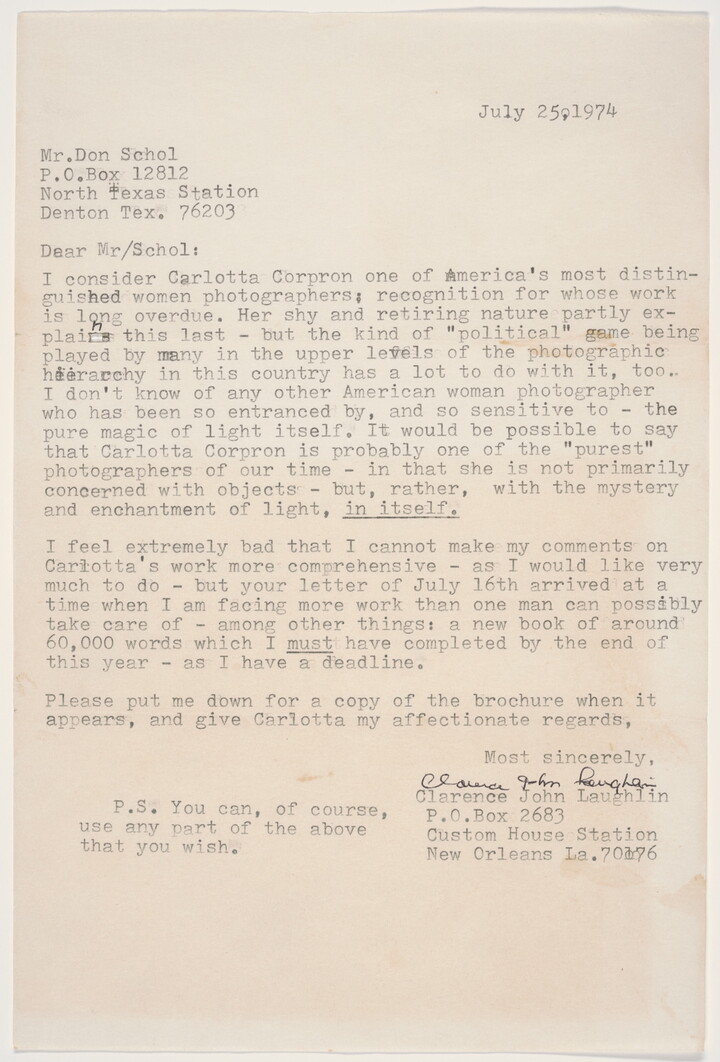 July 25,1974
Mr.Don Schol
P.O.Box 12812
North Texas Station
Denton Tex. 76203
Dear Mr/Schol:
I consider Carlotta Corpron one of America's most distin-
guished women photographers; recognition for whose work
is long overdue. Her shy and retiring nature partly ex-
plain this last - but the kind of "political" game being
played by many in the upper levels of the photographic
hierarchy in this country has a lot to do with it, too..
I don't know of any other American woman photographer
who has been so entranced by, and so sensitive to - the
pure magic of light itself. It would be possible to say
that Carlotta Corpron is probably one of the "purest"
photographers of our time - in that she is not primarily
concerned with objects - but, rather, with the mystery
and enchantment of light, in itself.
I feel extremely bad that I cannot make my comments on
Carlotta's work more comprehensive - as I would like very
much to do - but your letter of July 16th arrived at a
time when I am facing more work than one man can possibly
take care of - among other things: a new book of around
60,000 words which I must have completed by the end of
this year - as I have a deadline.
Please put me down for a copy of the brochure when it
appears, and give Carlotta my affectionate regards,
Most sincerely,
Clarence John Laughlin
Clarence John Laughlin
P.O.Box 2683
Custom House Station
New Orleans La.70176
P.S. You can, of course,
use any part of the above
that you wish.